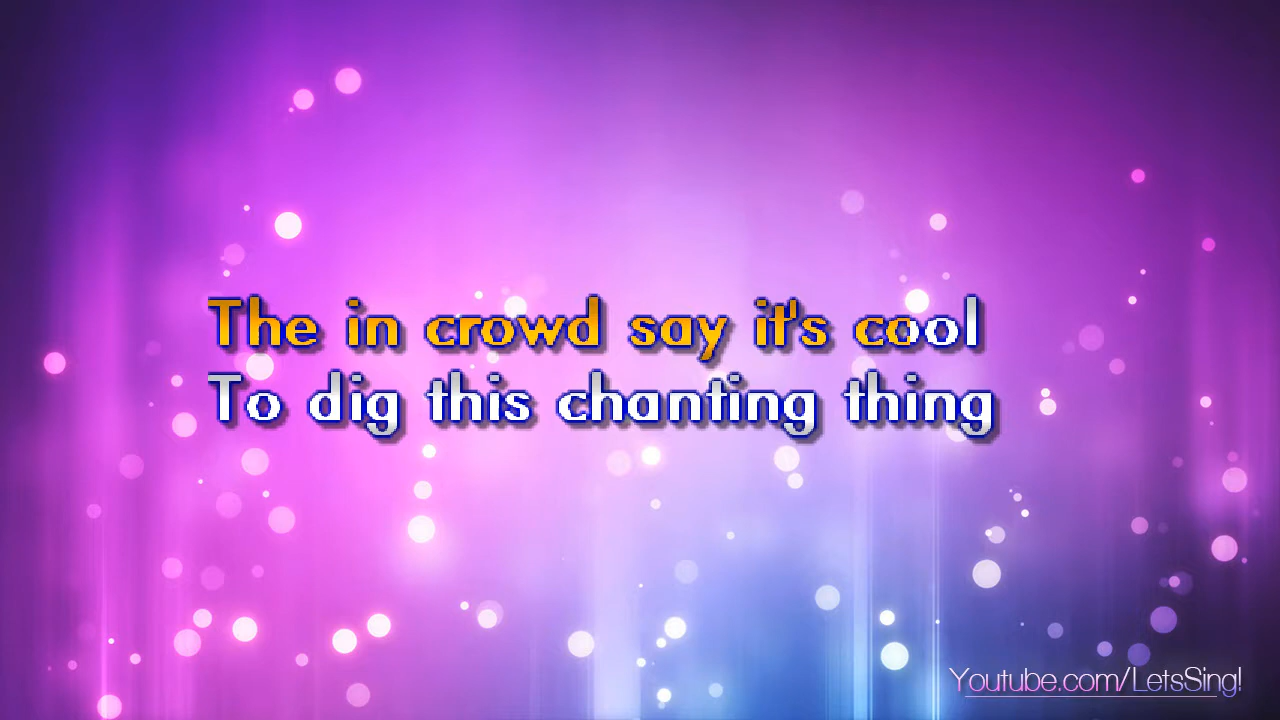 The in crowd say it's cool
To dig this chanting thing
Youtube.com/LetsSing!